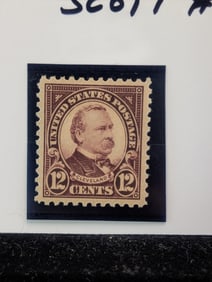 SCOTT #
UNITED STATES POSTAGE
CLEVELAND
12 CENTS 12